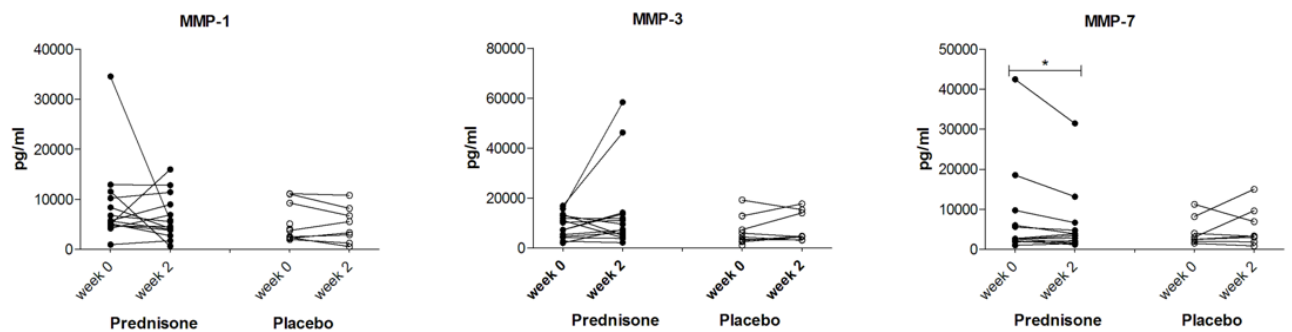 MMP-1
40000
30000
20000
10000
0
pg/ml
week 0
week 2
week 0
week 2
Prednisone
Placebo
MMP-3
80000
60000
40000
20000
0
pg/ml
week 0
week 2
week 0
week 2
Prednisone
Placebo
MMP-7
50000
40000
30000
20000
10000
0
pg/ml
*
week 0
week 2
week 0
week 2
Prednisone
Placebo